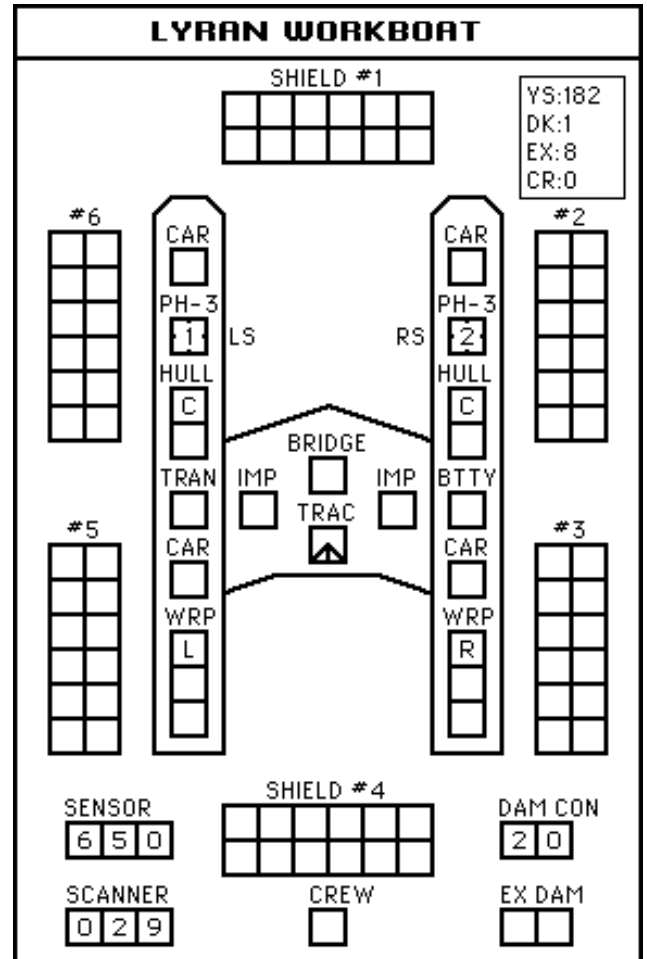 LYRAN WORKBOAT
SHIELD #1
YS:182
DK:1
EX:8
CR:0
#6
#2
CAR
CAR
PH-3
PH-3
1
LS
RS
2
HULL
HULL
C
C
BRIDGE
TRAN
IMP
IMP
BTTY
TRAC
#5
#3
CAR
CAR
WRP
WRP
L
R
SHIELD #4
SENSOR
DAM CON
6 5 0
2 0
SCANNER
CREW
EX DAM
0 2 9